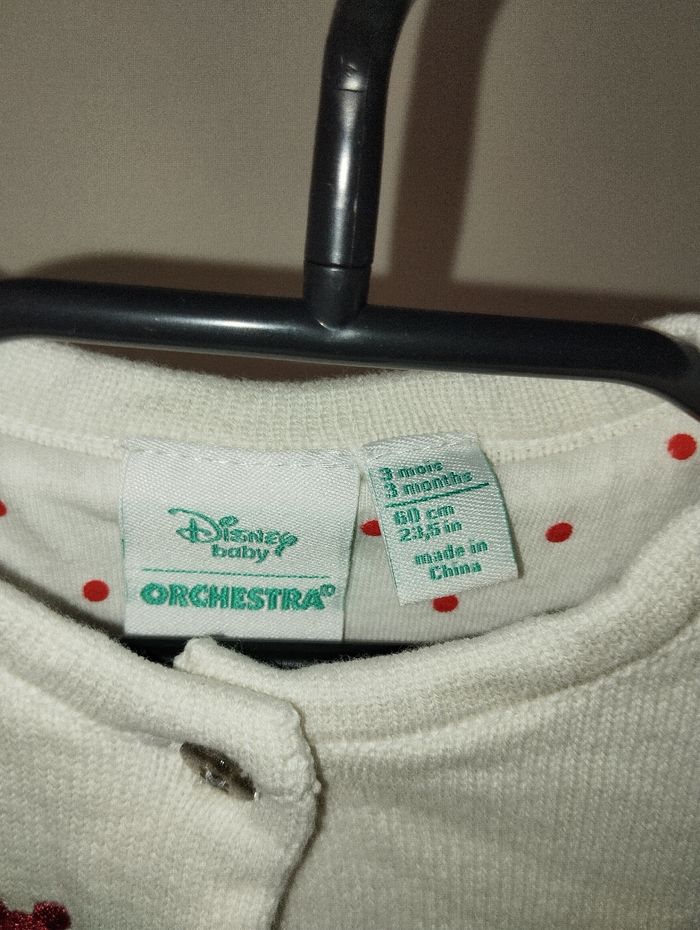 Disney
baby
ORCHESTRA®
3 mois
3 months
60 cm
23,5 in
made in
China